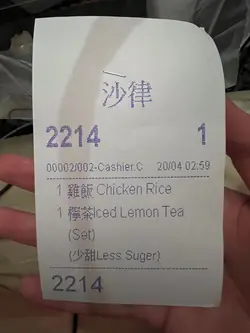 沙律
2214 1
00002/002-Cashier.C 20/04 02:59
1 雞飯 Chicken Rice
1 檸茶Iced Lemon Tea
(Set)
(少甜Less Suger)
2214